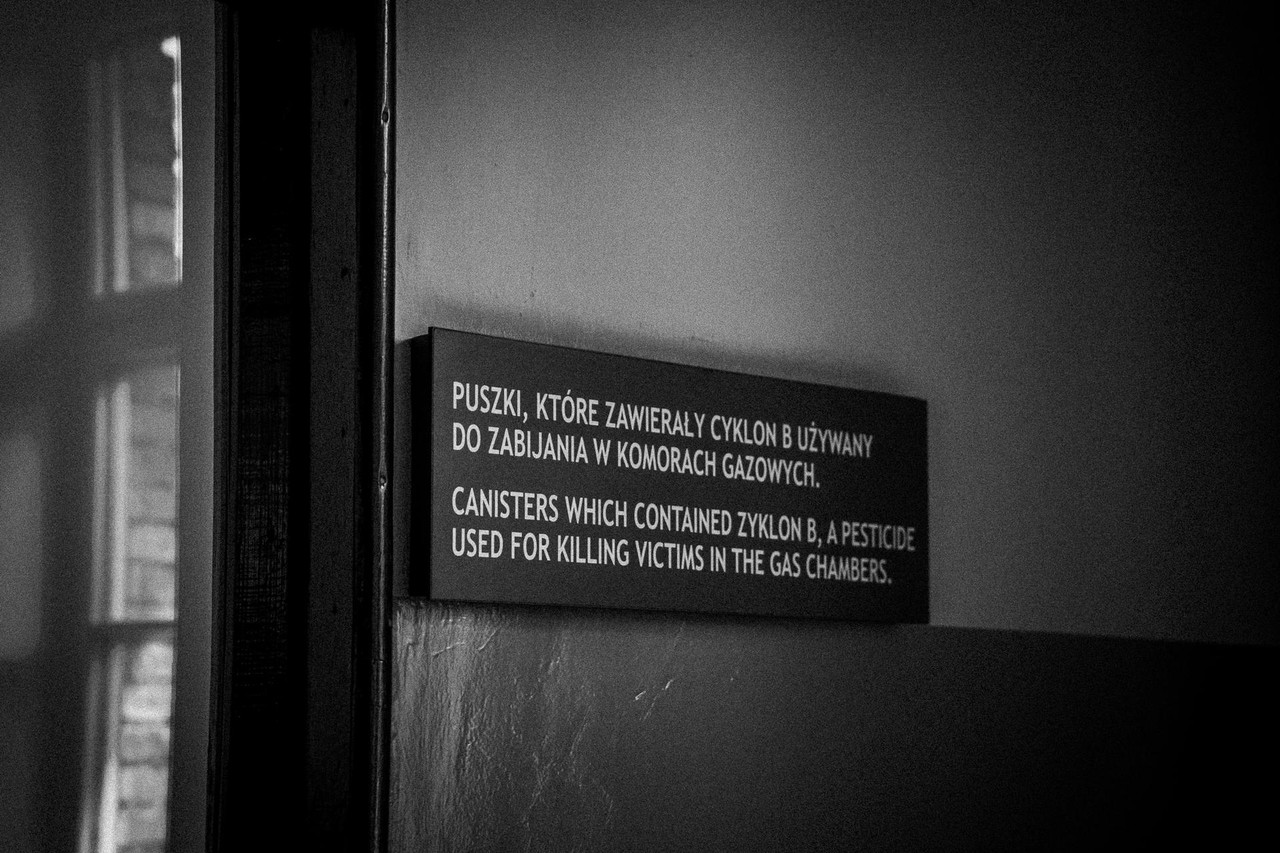 PUSZKI, KTÓRE ZAWIERAŁY CYKLON B UŻYWANY
DO ZABIJANIA W KOMORACH GAZOWYCH.
CANISTERS WHICH CONTAINED ZYKLON B, A PESTICIDE
USED FOR KILLING VICTIMS IN THE GAS CHAMBERS.